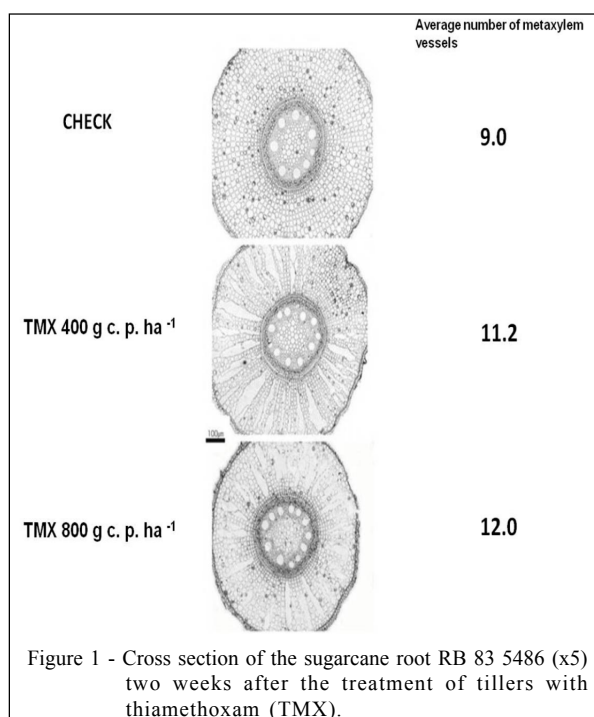 Average number of metaxylem
vessels
CHECK
9.0
TMX 400 g c. p. ha -1
11.2
100µm
TMX 800 g c. p. ha -1
12.0
Figure 1 - Cross section of the sugarcane root RB 83 5486 (x5)
two weeks after the treatment of tillers with
thiamethoxam (TMX).